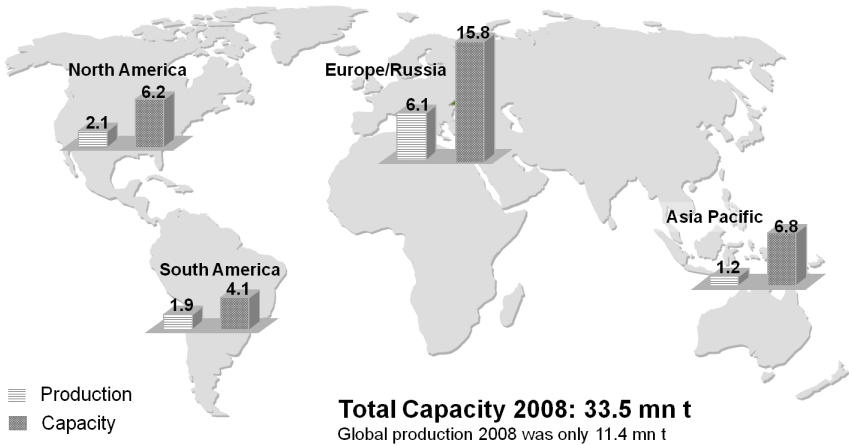 15.8
North America
Europe/Russia
6.2
6.1
2.1
Asia Pacific
6.8
1.2
South America
4.1
1.9
Production
Capacity
Total Capacity 2008: 33.5 mn t
Global production 2008 was only 11.4 mn t